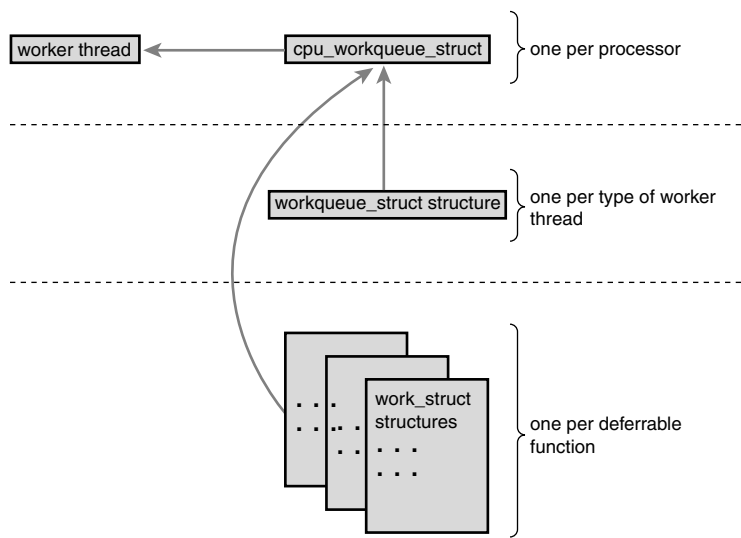 worker thread
cpu_workqueue_struct
one per processor
workqueue_struct structure
one per type of worker
thread
work_struct
structures
. . .
. . .
. . .
. . .
. . .
. . .
one per deferrable
function